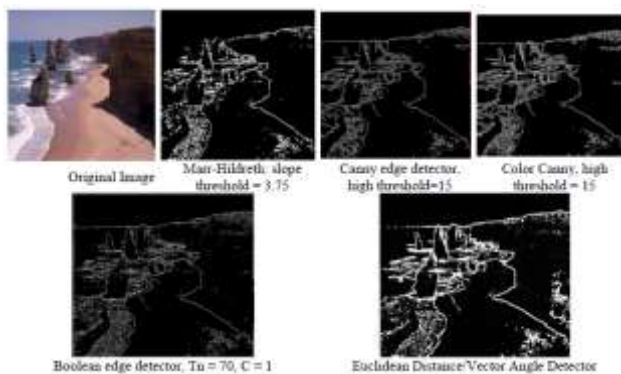 Original Image
Marr-Hildreth: slope
threshold = 3.75
Canny edge detector,
high threshold=15
Color Canny, high
threshold = 15
Boolean edge detector, Tn = 70, C = 1
Euclidean Distance/Vector Angle Detector